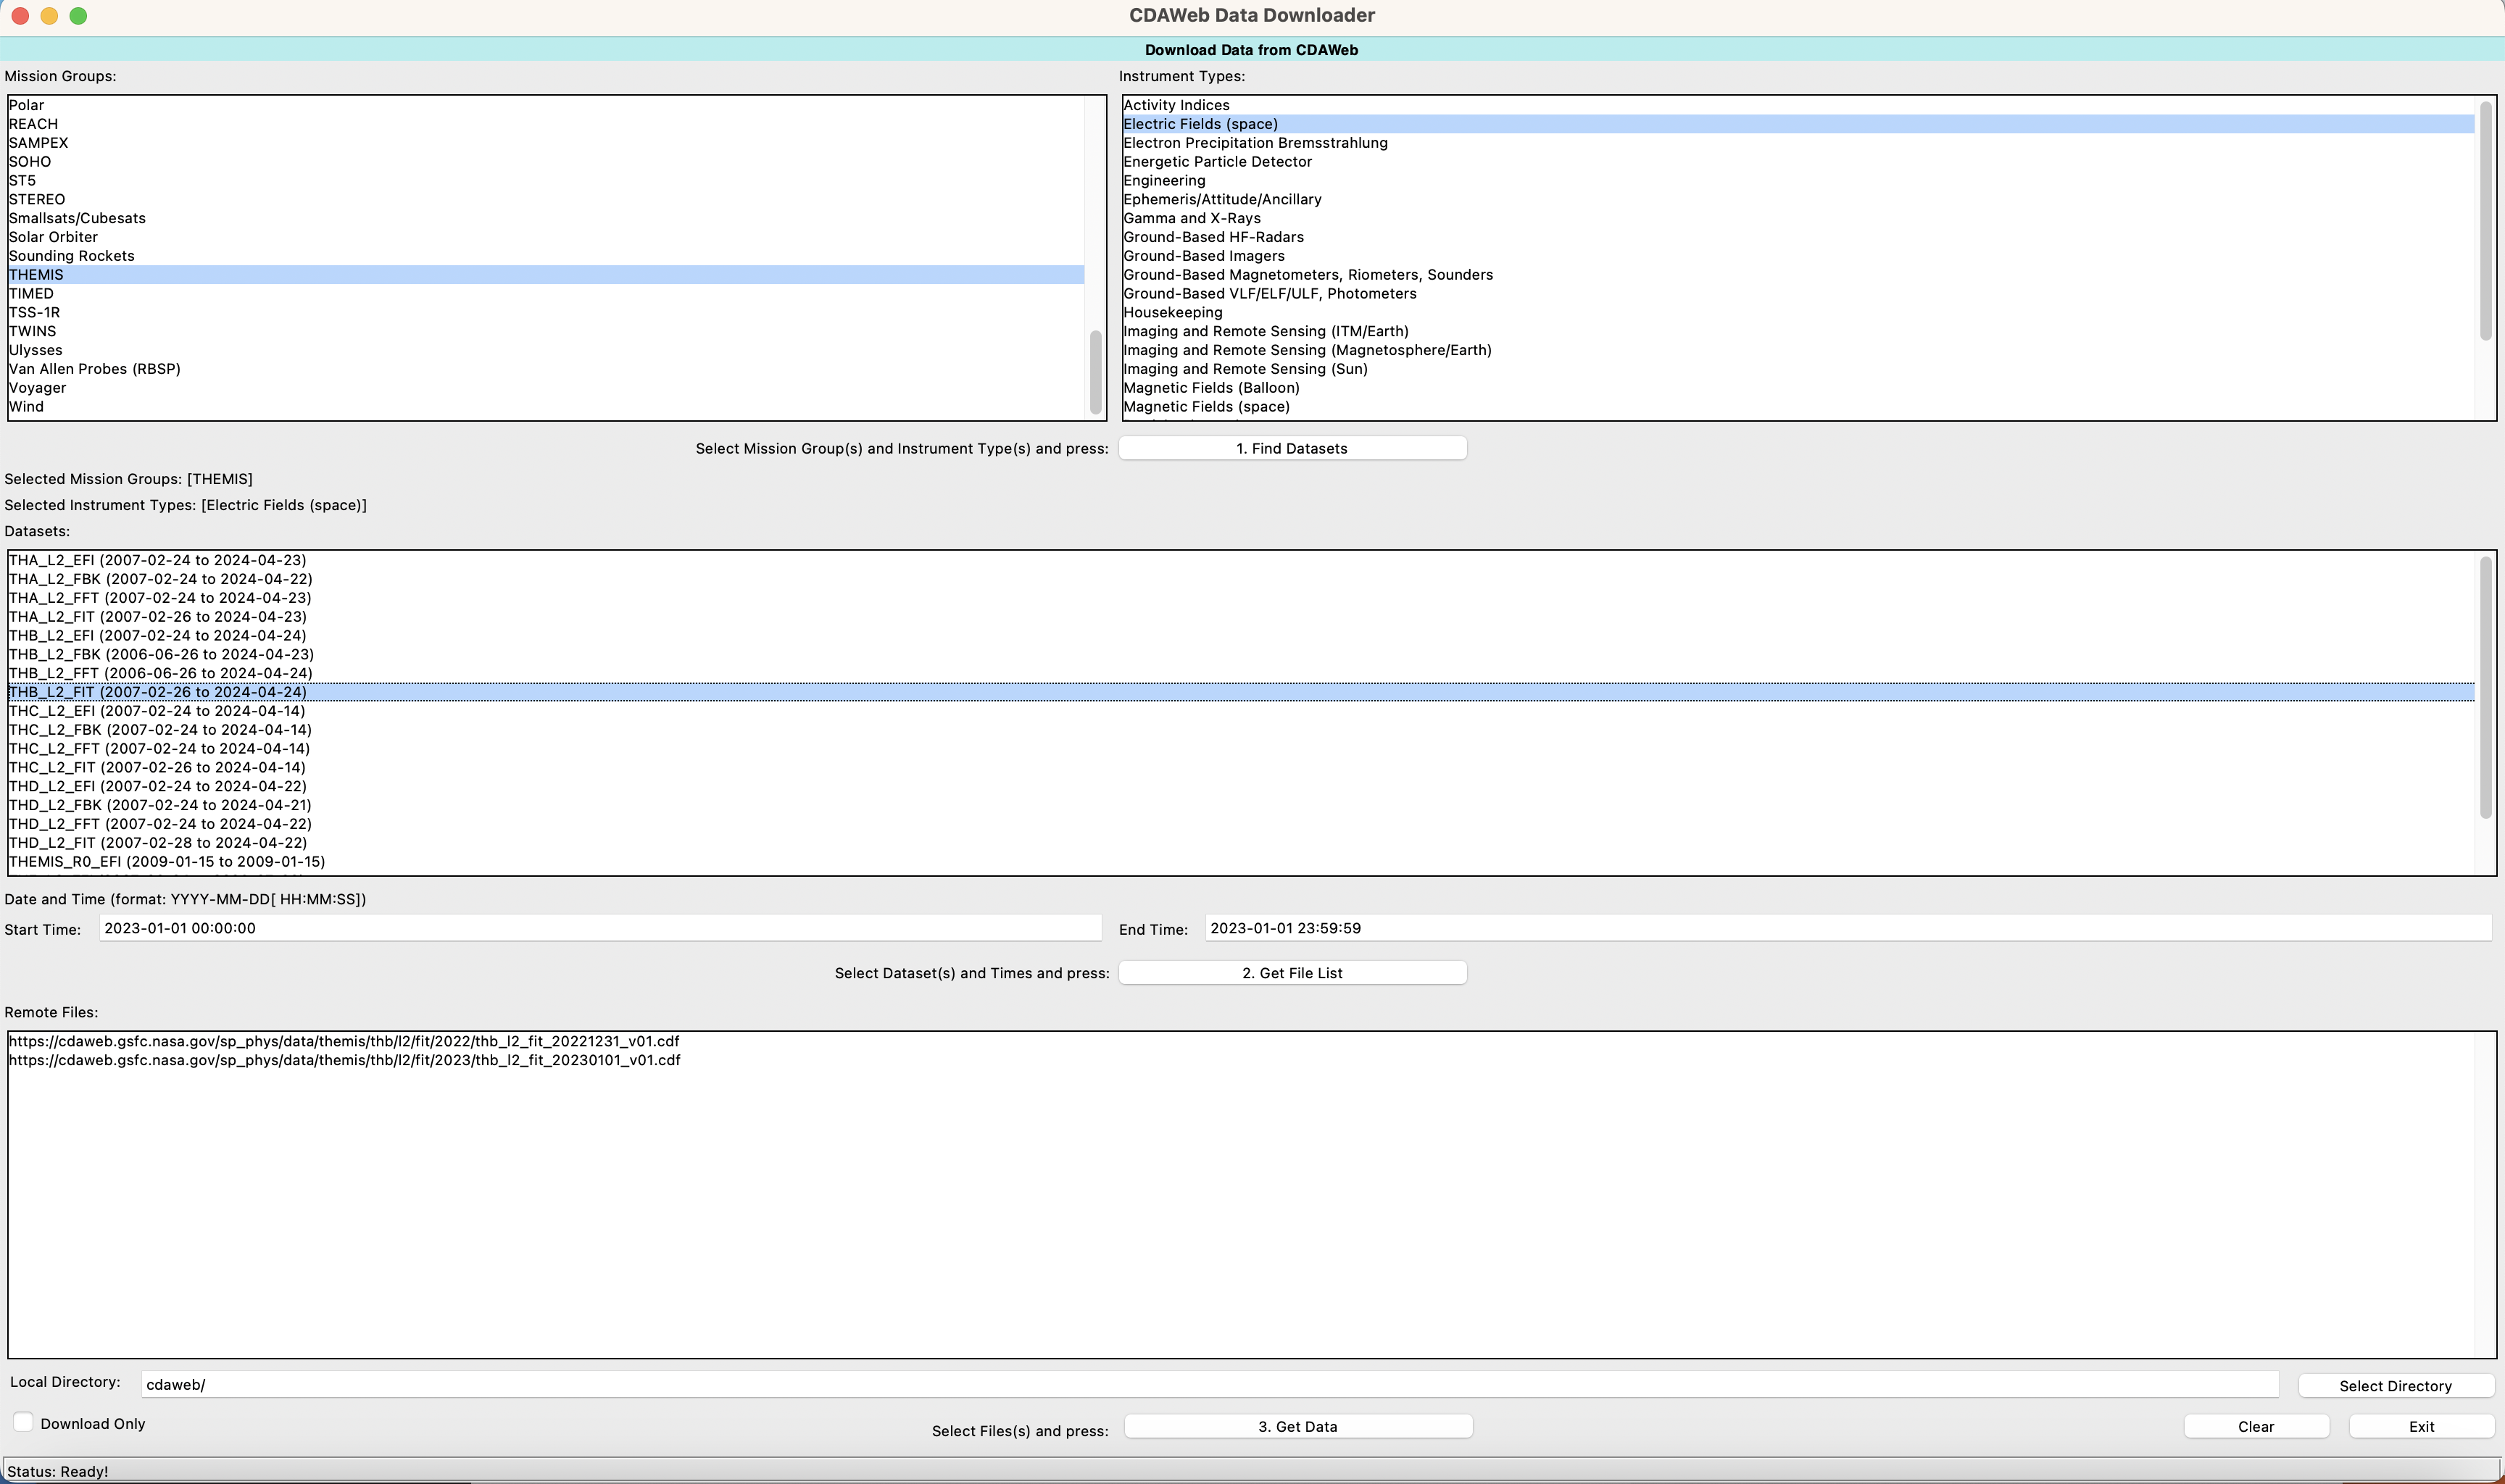 CDAWeb Data Downloader
Download Data from CDAWeb
Mission Groups:
Polar
REACH
SAMPEX
SOHO
ST5
STEREO
Smallsats/Cubesats
Solar Orbiter
Sounding Rockets
THEMIS
TIMED
TSS-1R
TWINS
Ulysses
Van Allen Probes (RBSP)
Voyager
Wind
Instrument Types:
Activity Indices
Electric Fields (space)
Electron Precipitation Bremsstrahlung
Energetic Particle Detector
Engineering
Ephemeris/Attitude/Ancillary
Gamma and X-Rays
Ground-Based HF-Radars
Ground-Based Imagers
Ground-Based Magnetometers, Riometers, Sounders
Ground-Based VLF/ELF/ULF, Photometers
Housekeeping
Imaging and Remote Sensing (ITM/Earth)
Imaging and Remote Sensing (Magnetosphere/Earth)
Imaging and Remote Sensing (Sun)
Magnetic Fields (Balloon)
Magnetic Fields (space)
Select Mission Group(s) and Instrument Type(s) and press: 1. Find Datasets
Selected Mission Groups: [THEMIS]
Selected Instrument Types: [Electric Fields (space)]
Datasets:
THA_L2_EFI (2007-02-24 to 2024-04-23)
THA_L2_FBK (2007-02-24 to 2024-04-22)
THA_L2_FFT (2007-02-24 to 2024-04-23)
THA_L2_FIT (2007-02-26 to 2024-04-23)
THB_L2_EFI (2007-02-24 to 2024-04-24)
THB_L2_FBK (2006-06-26 to 2024-04-23)
THB_L2_FFT (2006-06-26 to 2024-04-24)
THB_L2_FIT (2007-02-26 to 2024-04-24)
THC_L2_EFI (2007-02-24 to 2024-04-14)
THC_L2_FBK (2007-02-24 to 2024-04-14)
THC_L2_FFT (2007-02-24 to 2024-04-14)
THC_L2_FIT (2007-02-26 to 2024-04-14)
THD_L2_EFI (2007-02-24 to 2024-04-22)
THD_L2_FBK (2007-02-24 to 2024-04-21)
THD_L2_FFT (2007-02-24 to 2024-04-22)
THD_L2_FIT (2007-02-28 to 2024-04-22)
THEMIS_R0_EFI (2009-01-15 to 2009-01-15)
Date and Time (format: YYYY-MM-DD[ HH:MM:SS])
Start Time: 2023-01-01 00:00:00 End Time: 2023-01-01 23:59:59
Select Dataset(s) and Times and press: 2. Get File List
Remote Files:
https://cdaweb.gsfc.nasa.gov/sp_phys/data/themis/thb/l2/fit/2022/thb_l2_fit_20221231_v01.cdf
https://cdaweb.gsfc.nasa.gov/sp_phys/data/themis/thb/l2/fit/2023/thb_l2_fit_20230101_v01.cdf
Local Directory: cdaweb/ Select Directory
Download Only Select Files(s) and press: 3. Get Data Clear Exit
Status: Ready!